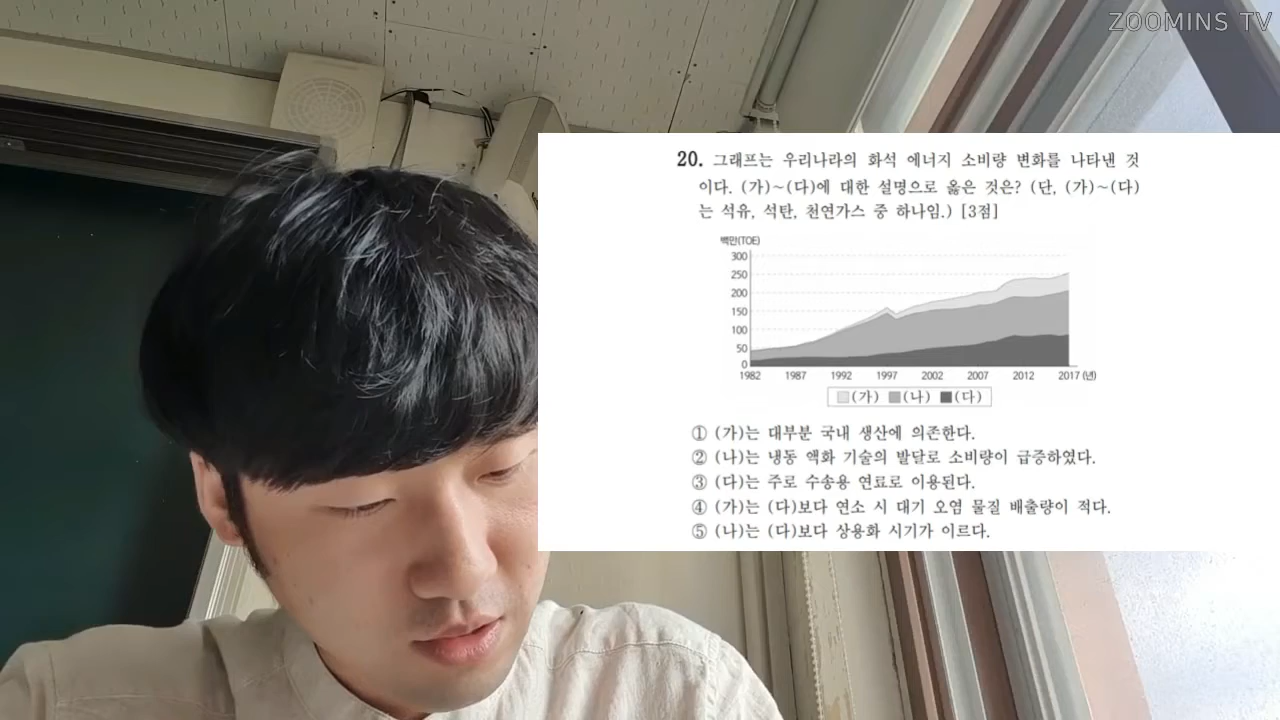 ZOOMINS TV
20. 그래프는 우리나라의 화석 에너지 소비량 변화를 나타낸 것
이다. (가)~(다)에 대한 설명으로 옳은 것은? (단, (가)~(다)
는 석유, 석탄, 천연가스 중 하나임.) [3점]
백만(TOE)
300
250
200
150
100
50
0
1982 1987 1992 1997 2002 2007 2012 2017 (년)
(가) (나) (다)
① (가)는 대부분 국내 생산에 의존한다.
② (나)는 냉동 액화 기술의 발달로 소비량이 급증하였다.
③ (다)는 주로 수송용 연료로 이용된다.
④ (가)는 (다)보다 연소 시 대기 오염 물질 배출량이 적다.
⑤ (나)는 (다)보다 상용화 시기가 이르다.